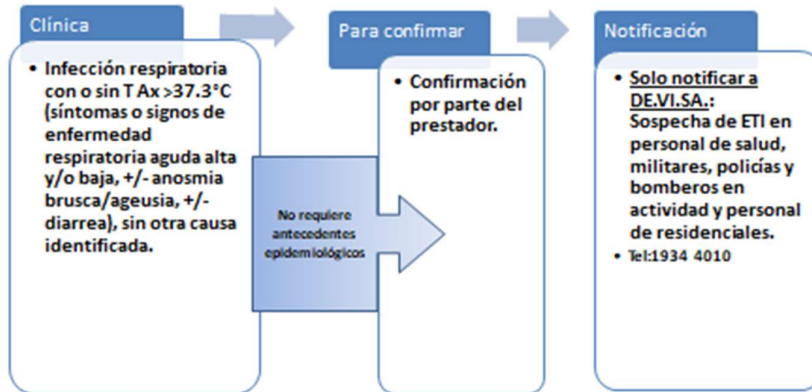 Clínica
• Infección respiratoria
con o sin T Ax >37.3°C
(síntomas o signos de
enfermedad
respiratoria aguda alta
y/o baja, +/- anosmia
brusca/ageusia, +/-
diarrea), sin otra causa
identificada.
No requiere
antecedentes
epidemiológicos
Para confirmar
• Confirmación
por parte del
prestador.
Notificación
• Solo notificar a
DE.VI.SA.:
Sospecha de ETI en
personal de salud,
militares, policías y
bomberos en
actividad y personal
de residenciales.
• Tel:1934 4010